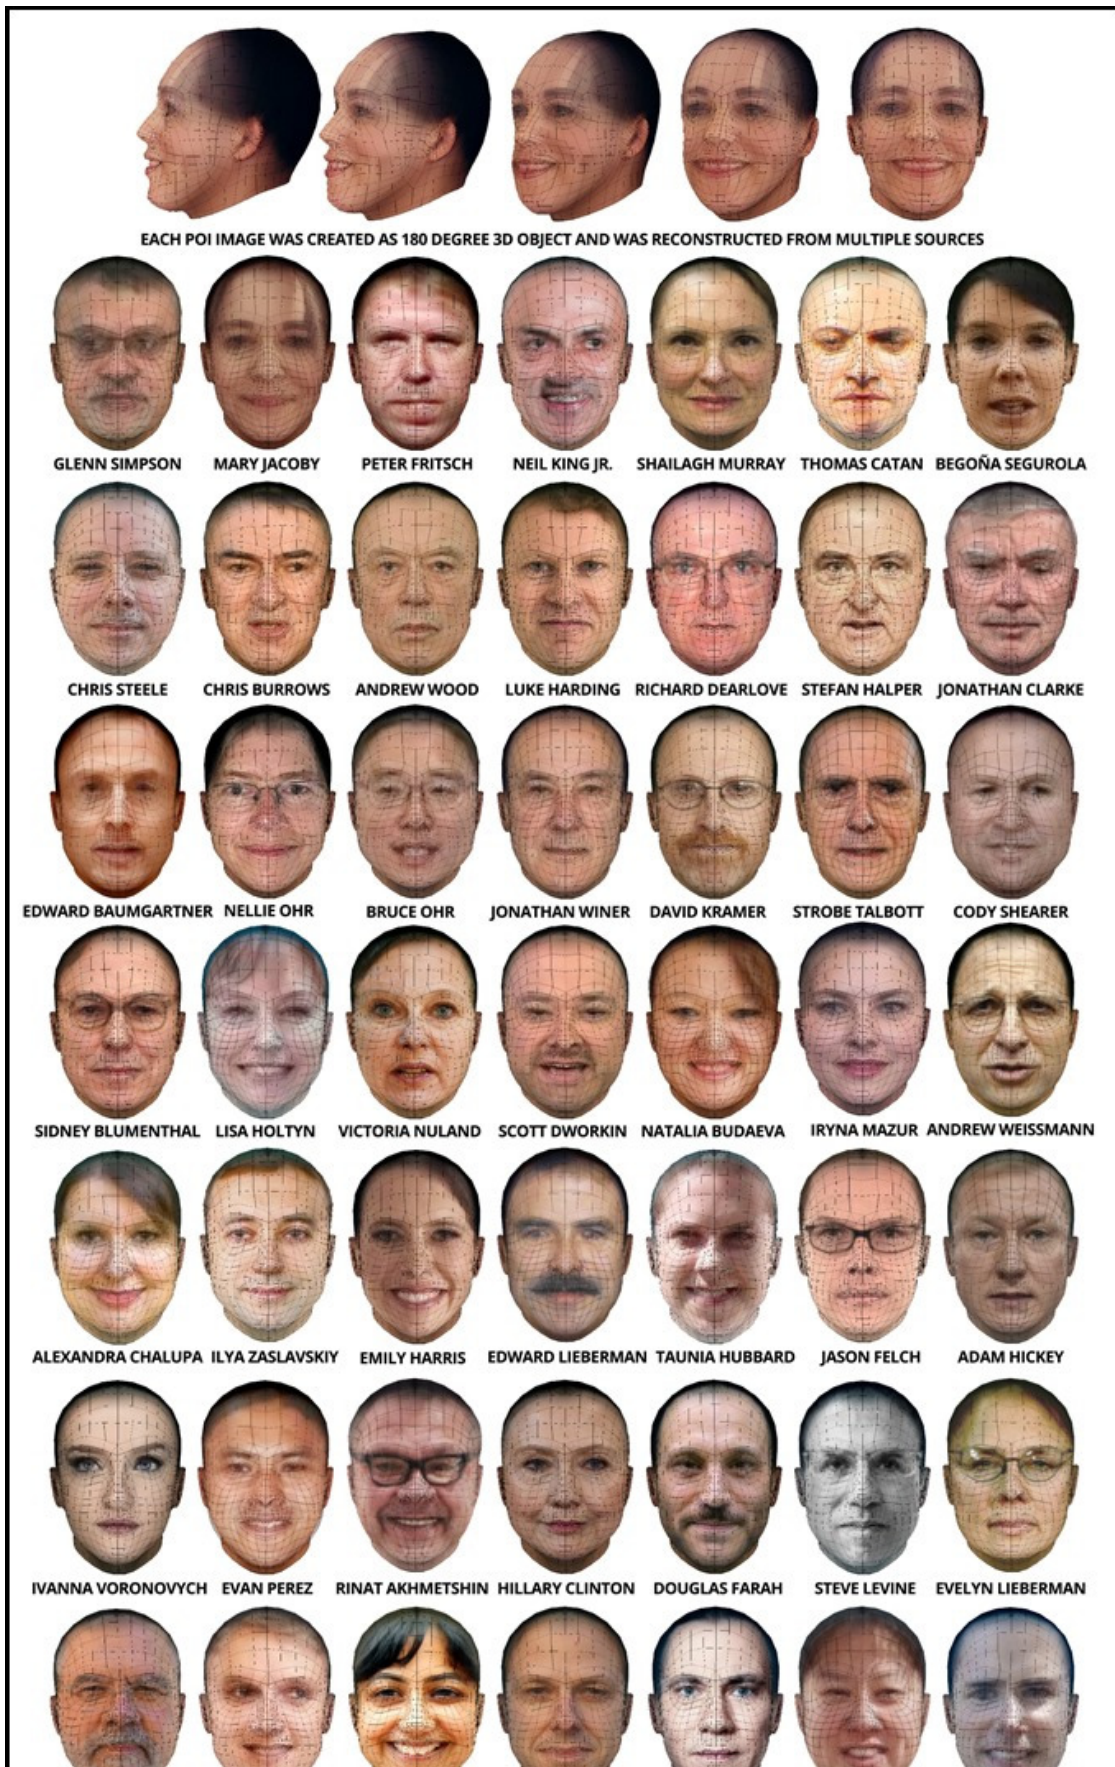 EACH POI IMAGE WAS CREATED AS 180 DEGREE 3D OBJECT AND WAS RECONSTRUCTED FROM MULTIPLE SOURCES
GLENN SIMPSON MARY JACOBY PETER FRITSCH NEIL KING JR. SHAILAGH MURRAY THOMAS CATAN BEGOÑA SEGUROLA
CHRIS STEELE CHRIS BURROWS ANDREW WOOD LUKE HARDING RICHARD DEARLOVE STEFAN HALPER JONATHAN CLARKE
EDWARD BAUMGARTNER NELLIE OHR BRUCE OHR JONATHAN WINER DAVID KRAMER STROBE TALBOTT CODY SHEARER
SIDNEY BLUMENTHAL LISA HOLTYN VICTORIA NULAND SCOTT DWORKIN NATALIA BUDAEVA IRYNA MAZUR ANDREW WEISSMANN
ALEXANDRA CHALUPA ILYA ZASLAVSKIY EMILY HARRIS EDWARD LIEBERMAN TAUNIA HUBBARD JASON FELCH ADAM HICKEY
IVANNA VORONOVYCH EVAN PEREZ RINAT AKHMETSHIN HILLARY CLINTON DOUGLAS FARAH STEVE LEVINE EVELYN LIEBERMAN